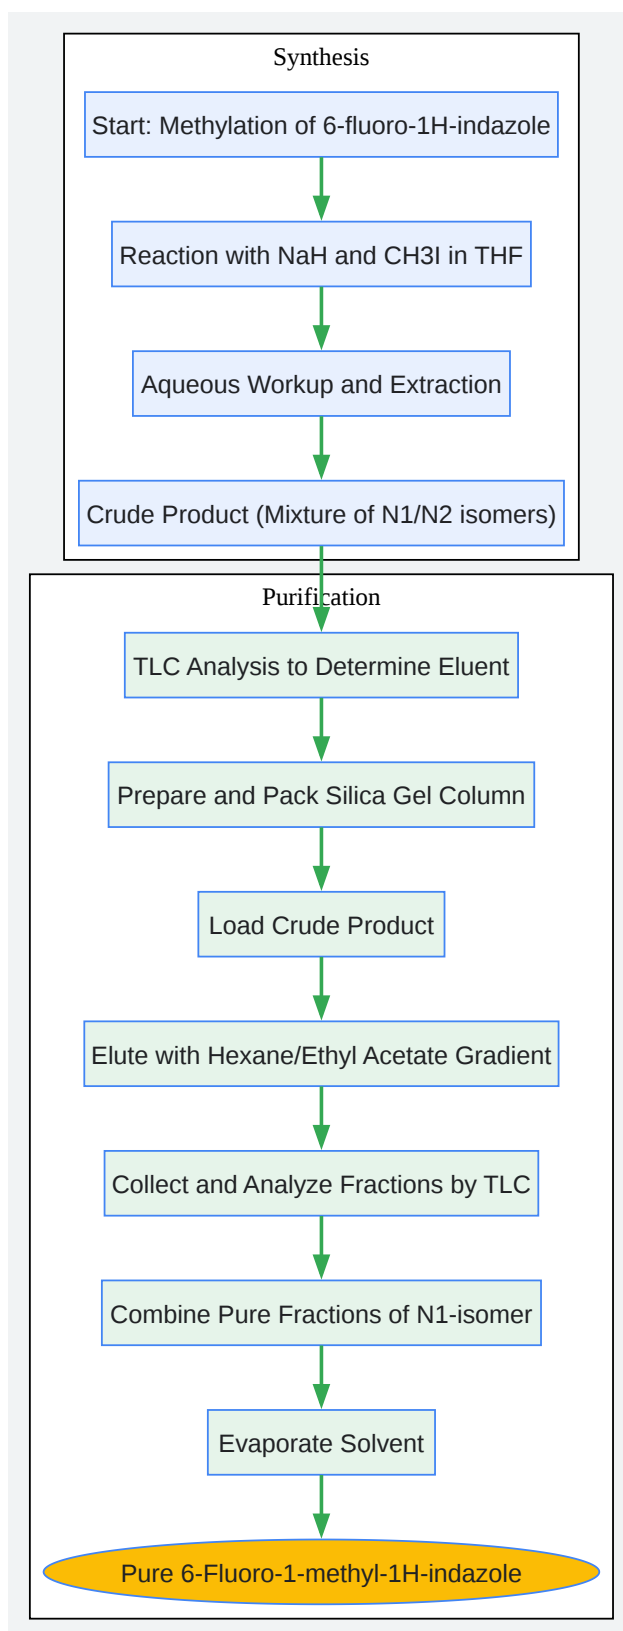 Synthesis
Start: Methylation of 6-fluoro-1H-indazole
Reaction with NaH and CH3I in THF
Aqueous Workup and Extraction
Crude Product (Mixture of N1/N2 isomers)
Purification
TLC Analysis to Determine Eluent
Prepare and Pack Silica Gel Column
Load Crude Product
Elute with Hexane/Ethyl Acetate Gradient
Collect and Analyze Fractions by TLC
Combine Pure Fractions of N1-isomer
Evaporate Solvent
Pure 6-Fluoro-1-methyl-1H-indazole